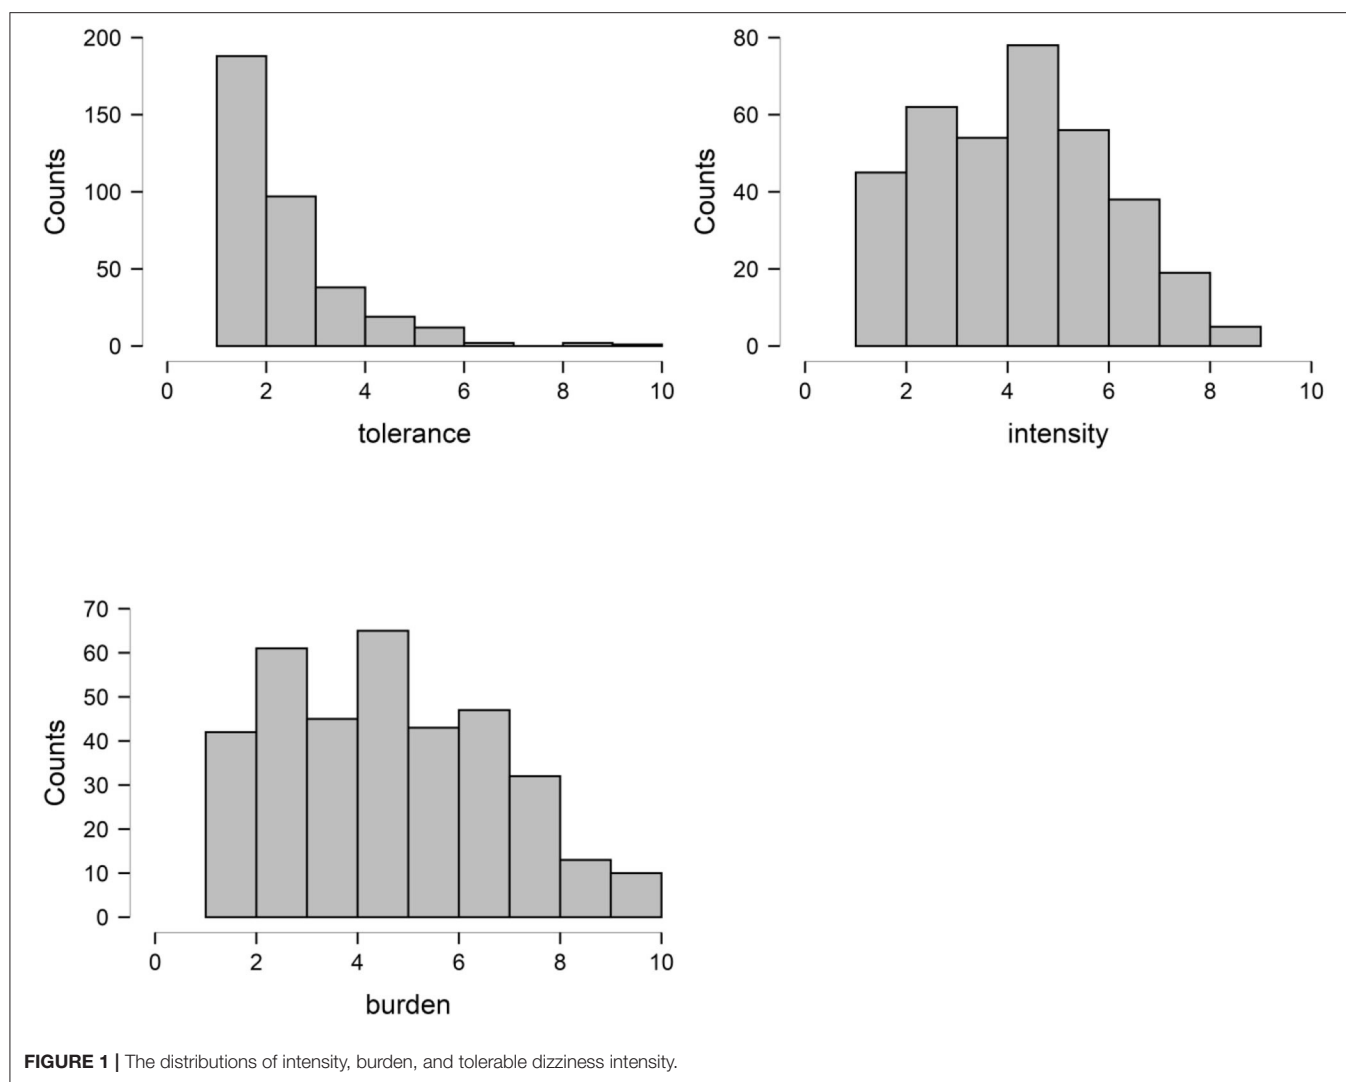 200
150
100
50
0
Counts
0 2 4 6 8 10
tolerance
80
60
40
20
0
Counts
0 2 4 6 8 10
intensity
70
60
50
40
30
20
10
0
Counts
0 2 4 6 8 10
burden
FIGURE 1 | The distributions of intensity, burden, and tolerable dizziness intensity.